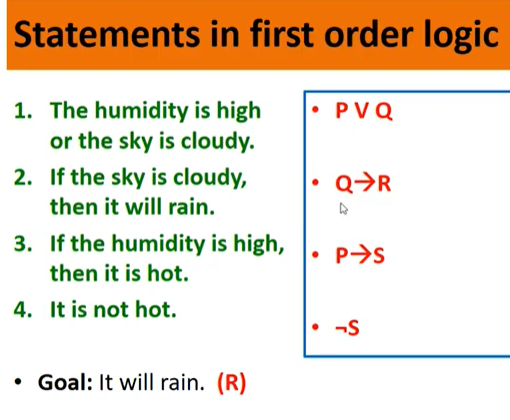 Statements in first order logic
1. The humidity is high
or the sky is cloudy.
2. If the sky is cloudy,
then it will rain.
3. If the humidity is high,
then it is hot.
4. It is not hot.
• P V Q
• Q→R
• P→S
• ¬S
• Goal: It will rain. (R)